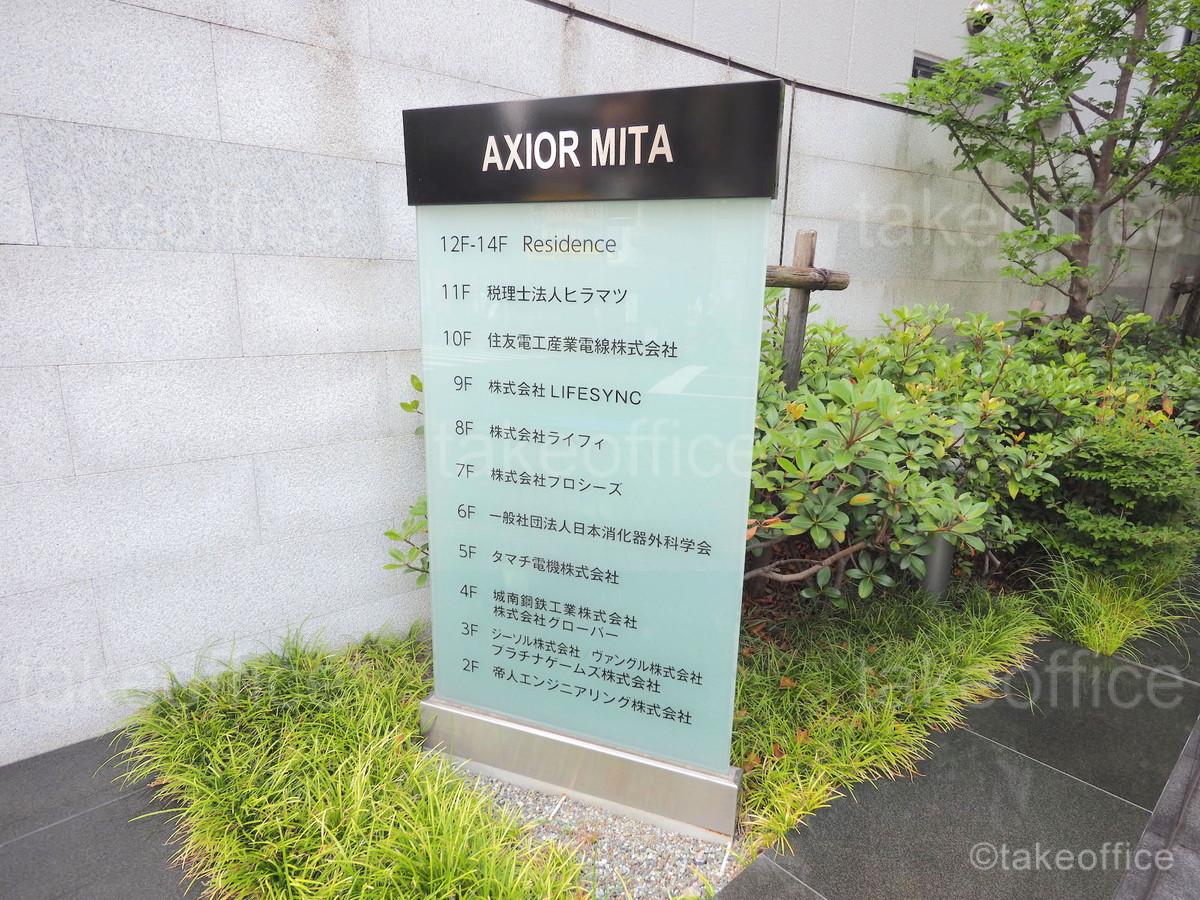 AXIOR MITA
12F-14F Residence
11F 税理士法人ヒラマツ
10F 住友電工産業電線株式会社
9F 株式会社 LIFESYNC
8F 株式会社ライフィ
7F 株式会社プロシーズ
6F 一般社団法人日本消化器外科学会
5F タマチ電機株式会社
4F 城南鋼鉄工業株式会社
株式会社グローバー
3F ジーソル株式会社 ヴァングル株式会社
プラチナゲームズ株式会社
2F 帝人エンジニアリング株式会社
takeoffice
takeoffice
takeoffice
takeoffice
takeoffice
©takeoffice